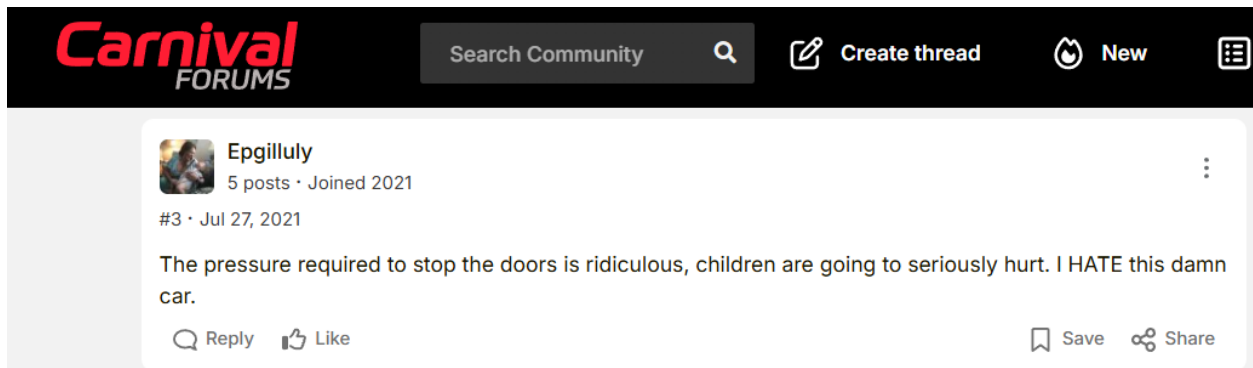 Carnival
FORUMS
Search Community
Create thread
New
Epgilluly
5 posts · Joined 2021
#3 · Jul 27, 2021
The pressure required to stop the doors is ridiculous, children are going to seriously hurt. I HATE this damn
car.
Reply
Like
Save
Share